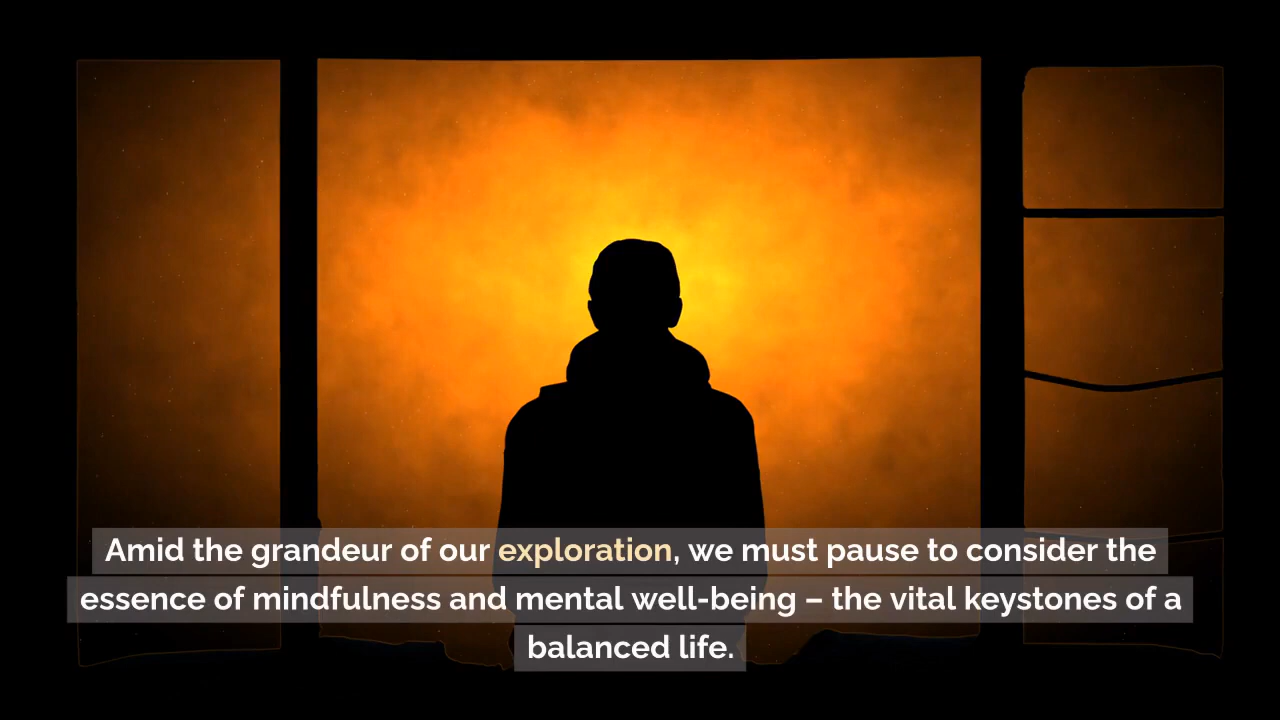 Amid the grandeur of our exploration, we must pause to consider the
essence of mindfulness and mental well-being – the vital keystones of a
balanced life.